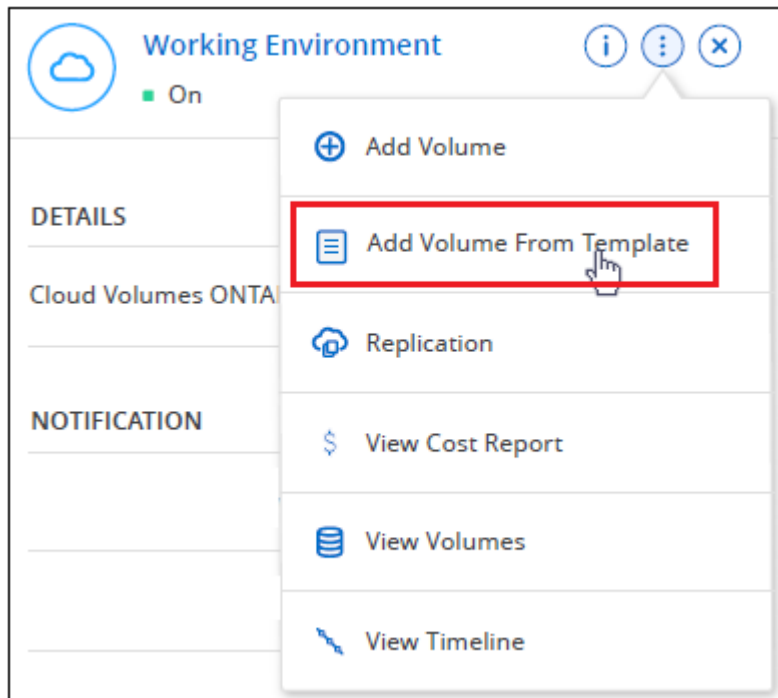 Working Environment
On
Add Volume
DETAILS
Add Volume From Template
Cloud Volumes
Replication
NOTIFICATION
$ View Cost Report
View Volumes
View Timeline